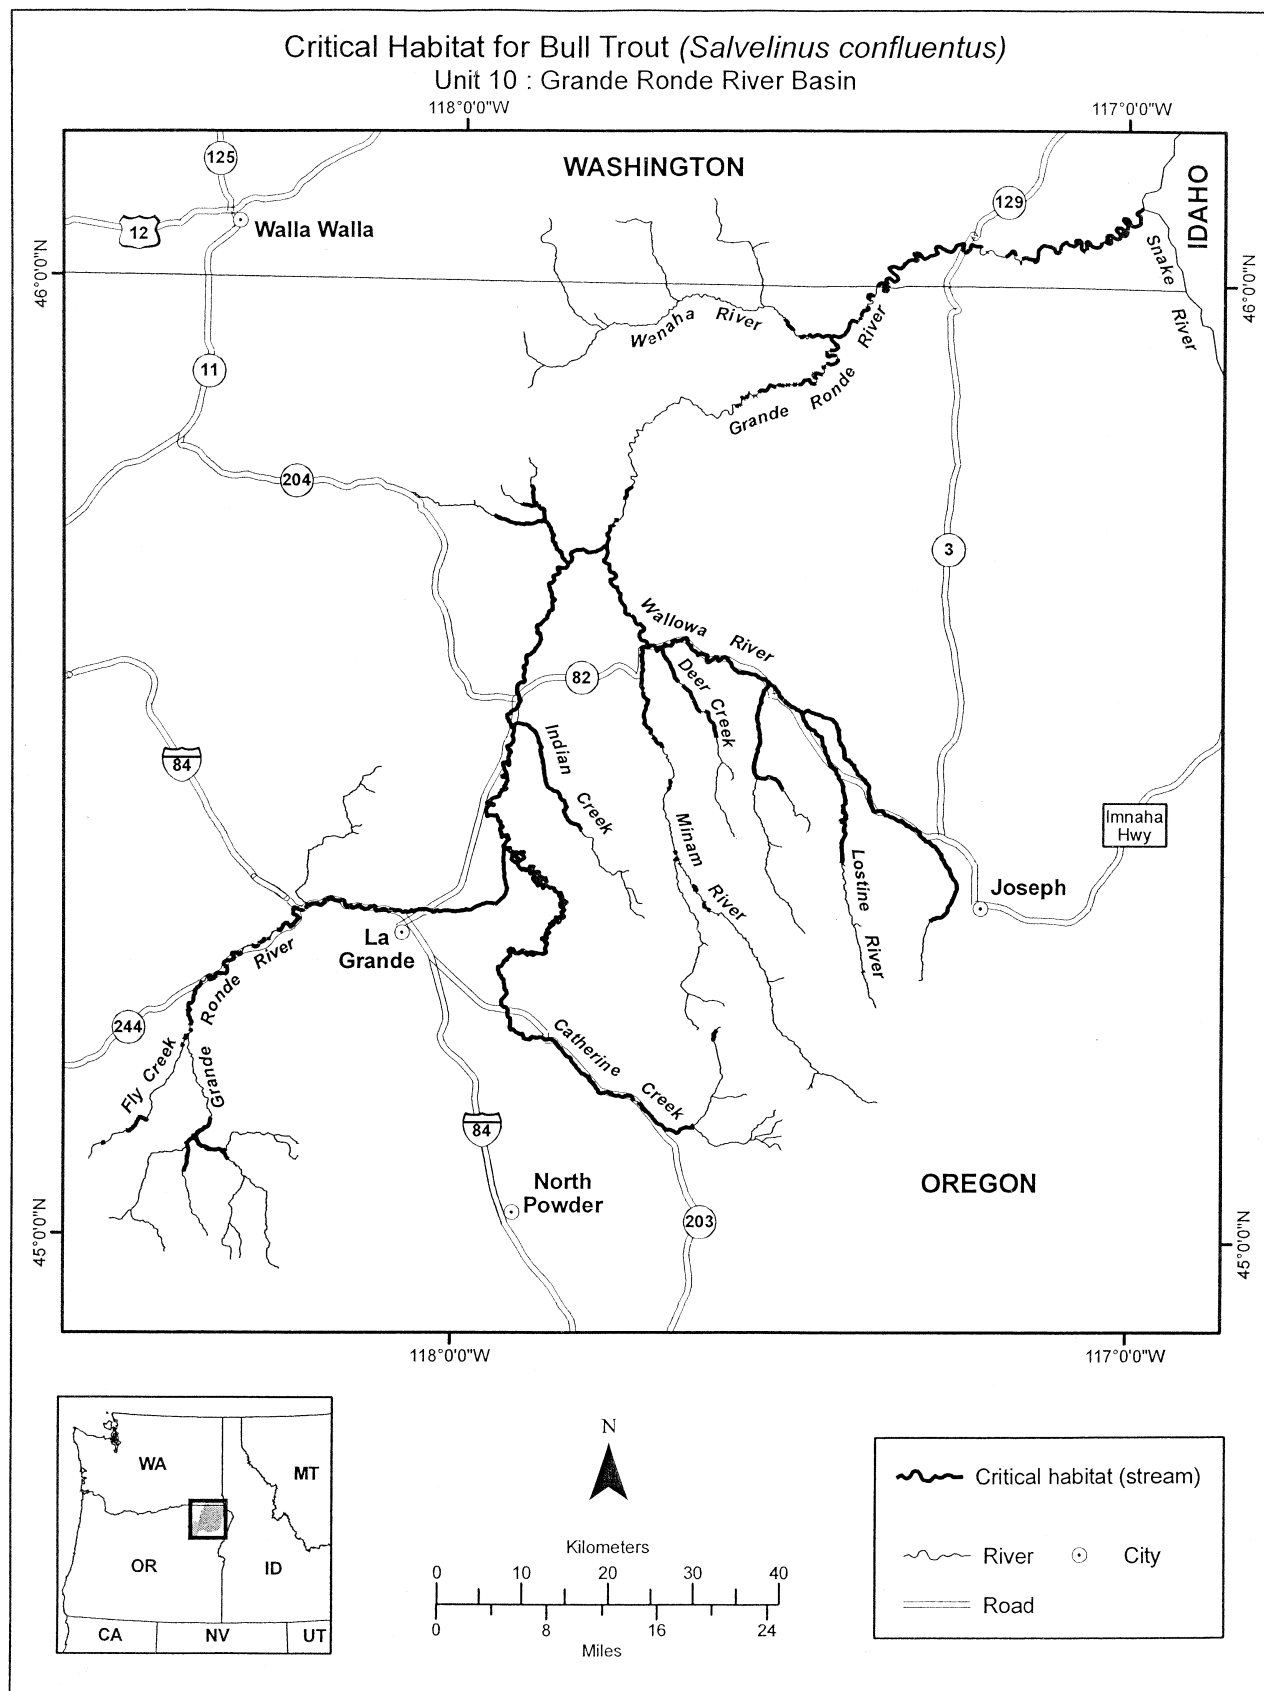 Critical Habitat for Bull Trout (Salvelinus confluentus)
Unit 10 : Grande Ronde River Basin
118°0'0"W
117°0'0"W
WASHINGTON
IDAHO
125
129
12
Walla Walla
46°0'0"N
46°0'0"N
Snake River
Wenaha River
Grande Ronde River
11
204
3
Wallowa River
82
Deer Creek
Indian Creek
84
Minam River
Imnaha
Hwy
Lostine River
Joseph
La
Grande
Grande Ronde River
244
Fly Creek
Catherine Creek
84
North
Powder
OREGON
203
45°0'0"N
45°0'0"N
118°0'0"W
117°0'0"W
WA
MT
OR
ID
CA
NV
UT
N
Kilometers
0 10 20 30 40
0 8 16 24
Miles
Critical habitat (stream)
River
City
Road